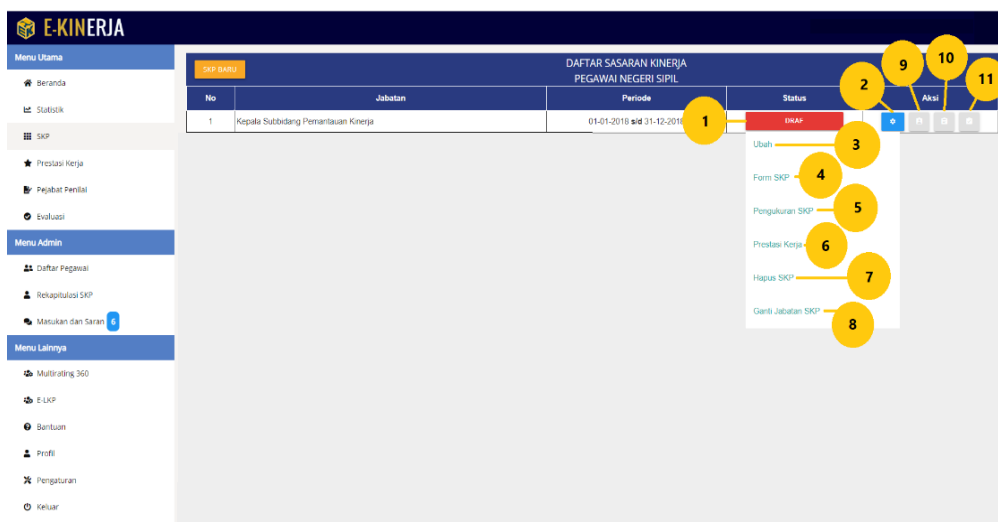 E-KINERJA
Menu Utama
Beranda
Statistik
SKP
Prestasi Kerja
Pejabat Penilai
Evaluasi
Menu Admin
Daftar Pegawai
Rekapitulasi SKP
Masukan dan Saran 6
Menu Lainnya
Multirating 360
E-LKP
Bantuan
Profil
Pengaturan
Keluar
SKP BARU
DAFTAR SASARAN KINERJA
PEGAWAI NEGERI SIPIL
No Jabatan Periode Status Aksi
1 Kepala Subbidang Pemantauan Kinerja 01-01-2018 s/d 31-12-2018 DRAF
1
2
9
10
11
Ubah 3
Form SKP 4
Pengukuran SKP 5
Prestasi Kerja 6
Hapus SKP 7
Ganti Jabatan SKP 8